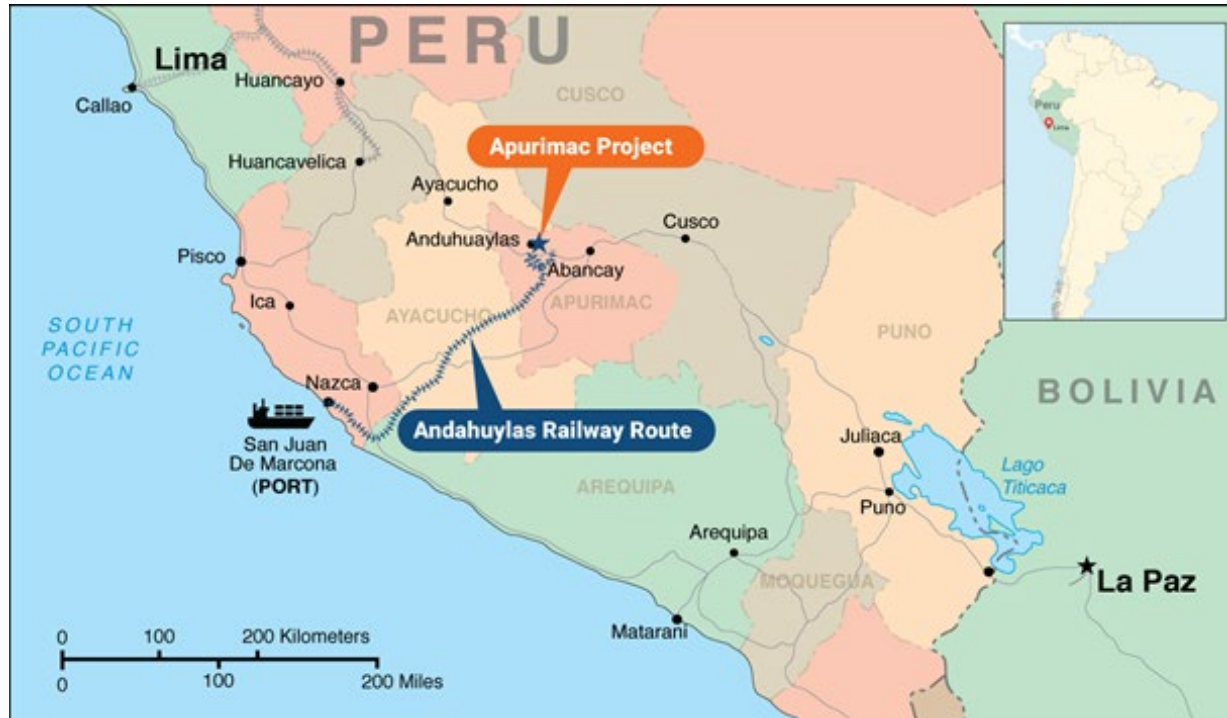 PERU
Lima
Huancayo
Callao
CUSCO
Peru
Lima
Apurimac Project
Huancavelica
Ayacucho
Cusco
Anduhuaylas
Abancay
Pisco
Ica
APURIMAC
AYACUCHO
PUNO
SOUTH
PACIFIC
OCEAN
Nazca
BOLIVIA
Andahuylas Railway Route
San Juan
De Marcona
(PORT)
Juliaca
Lago
Titicaca
AREQUIPA
Puno
Arequipa
MOQUEGUA
La Paz
Matarani
0 100 200 Kilometers
0 100 200 Miles